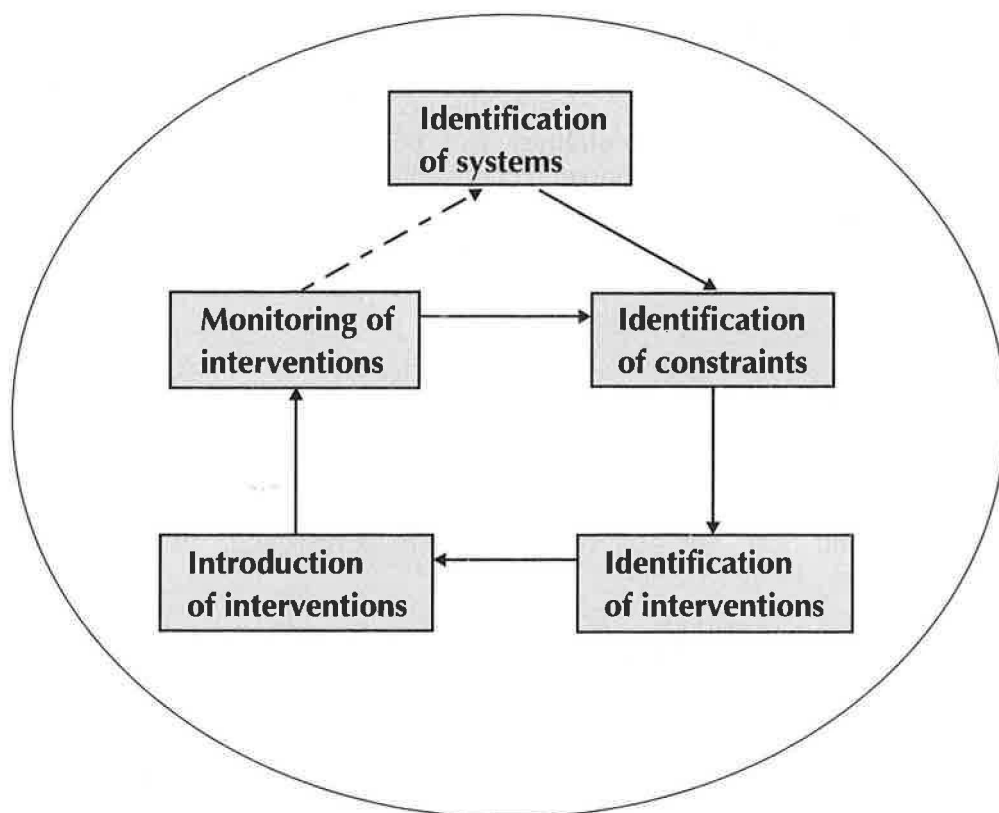 Identification
of systems
Monitoring of
interventions
Identification
of constraints
Introduction
of interventions
Identification
of interventions